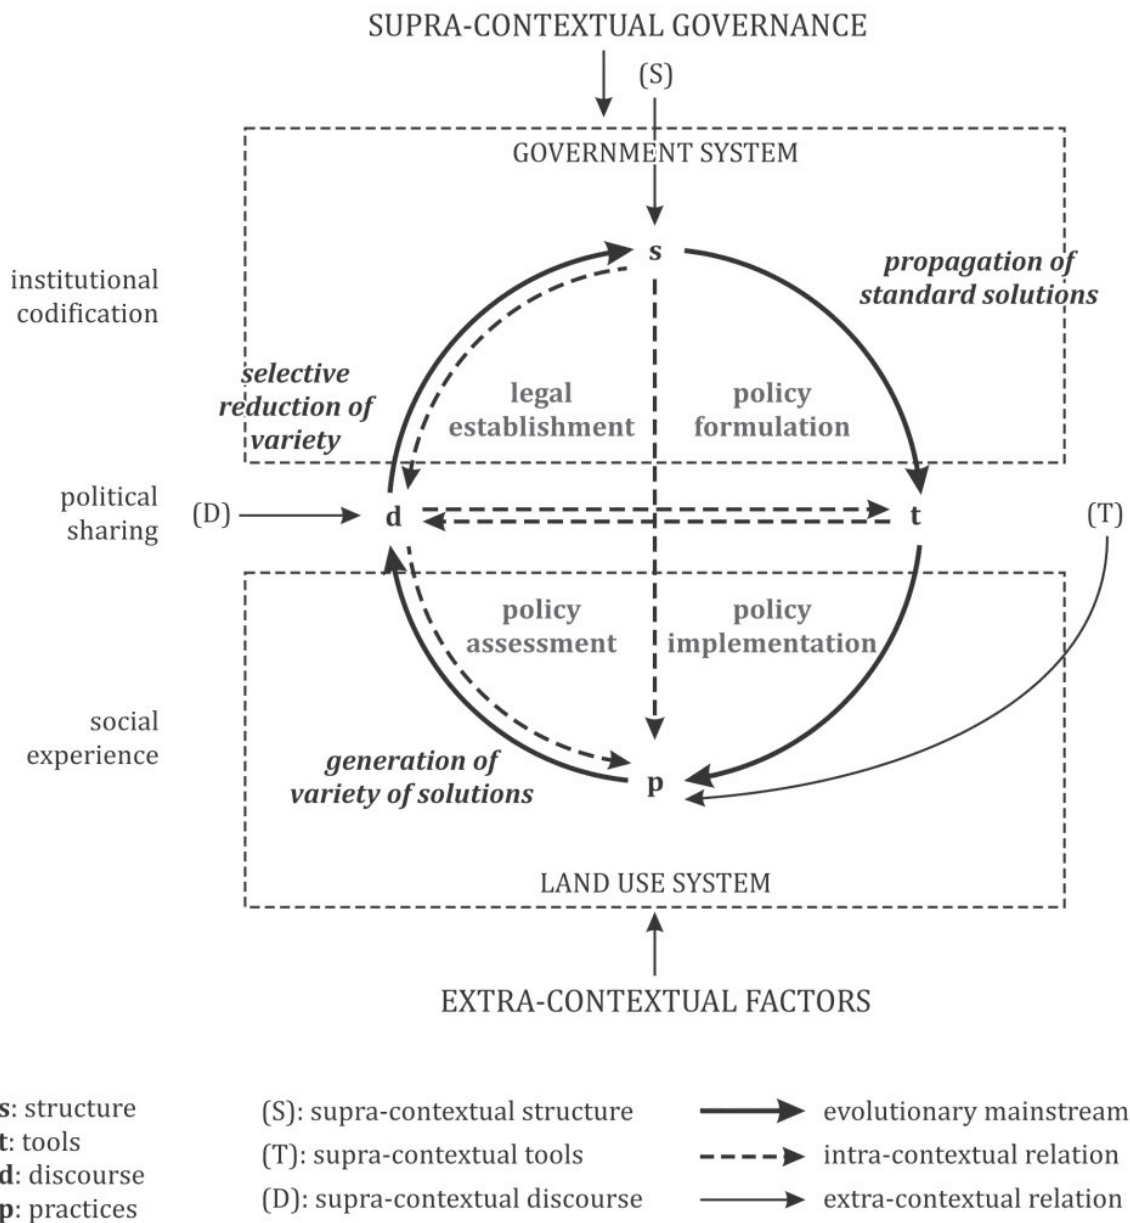 SUPRA-CONTEXTUAL GOVERNANCE
(S)
GOVERNMENT SYSTEM
s
institutional
codification
propagation of
standard solutions
selective
reduction of
variety
legal
establishment
policy
formulation
political
sharing
(D)
d
t
(T)
policy
assessment
policy
implementation
social
experience
generation of
variety of solutions
p
LAND USE SYSTEM
EXTRA-CONTEXTUAL FACTORS
s: structure
t: tools
d: discourse
p: practices
(S): supra-contextual structure
(T): supra-contextual tools
(D): supra-contextual discourse
evolutionary mainstream
intra-contextual relation
extra-contextual relation